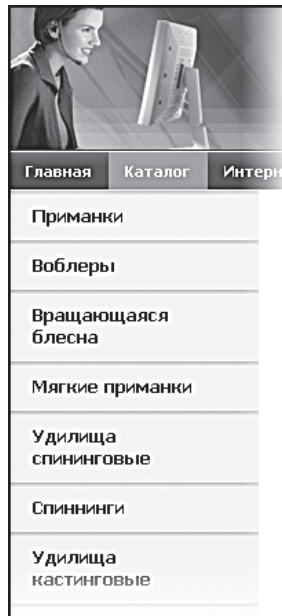 Главная Каталог Интерн
Приманки
Воблеры
Вращающаяся
блесна
Мягкие приманки
Удилища
спининговые
Спиннинги
Удилища
кастинговые